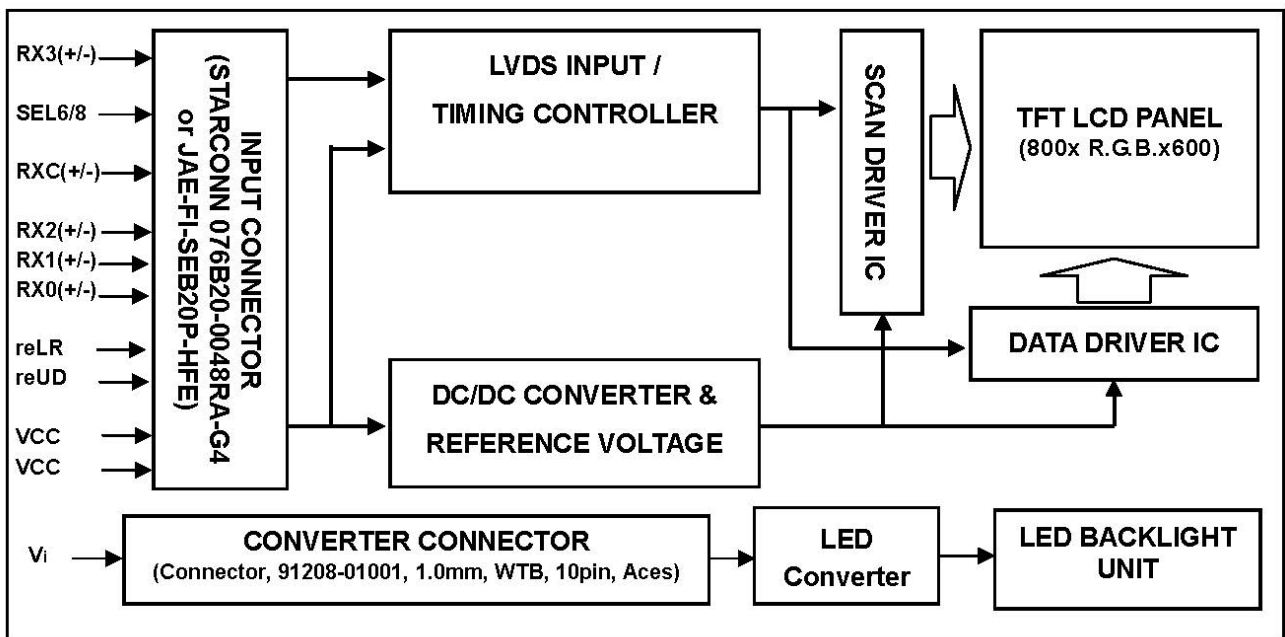 RX3(+/-)
SEL6/8
RXC(+/-)
RX2(+/-)
RX1(+/-)
RX0(+/-)
reLR
reUD
VCC
VCC
INPUT CONNECTOR
(STARCONN 076B20-0048RA-G4
or JAE-FI-SEB20P-HFE)
LVDS INPUT /
TIMING CONTROLLER
SCAN DRIVER IC
TFT LCD PANEL
(800x R.G.B.x600)
DATA DRIVER IC
DC/DC CONVERTER &
REFERENCE VOLTAGE
Vi
CONVERTER CONNECTOR
(Connector, 91208-01001, 1.0mm, WTB, 10pin, Aces)
LED
Converter
LED BACKLIGHT
UNIT